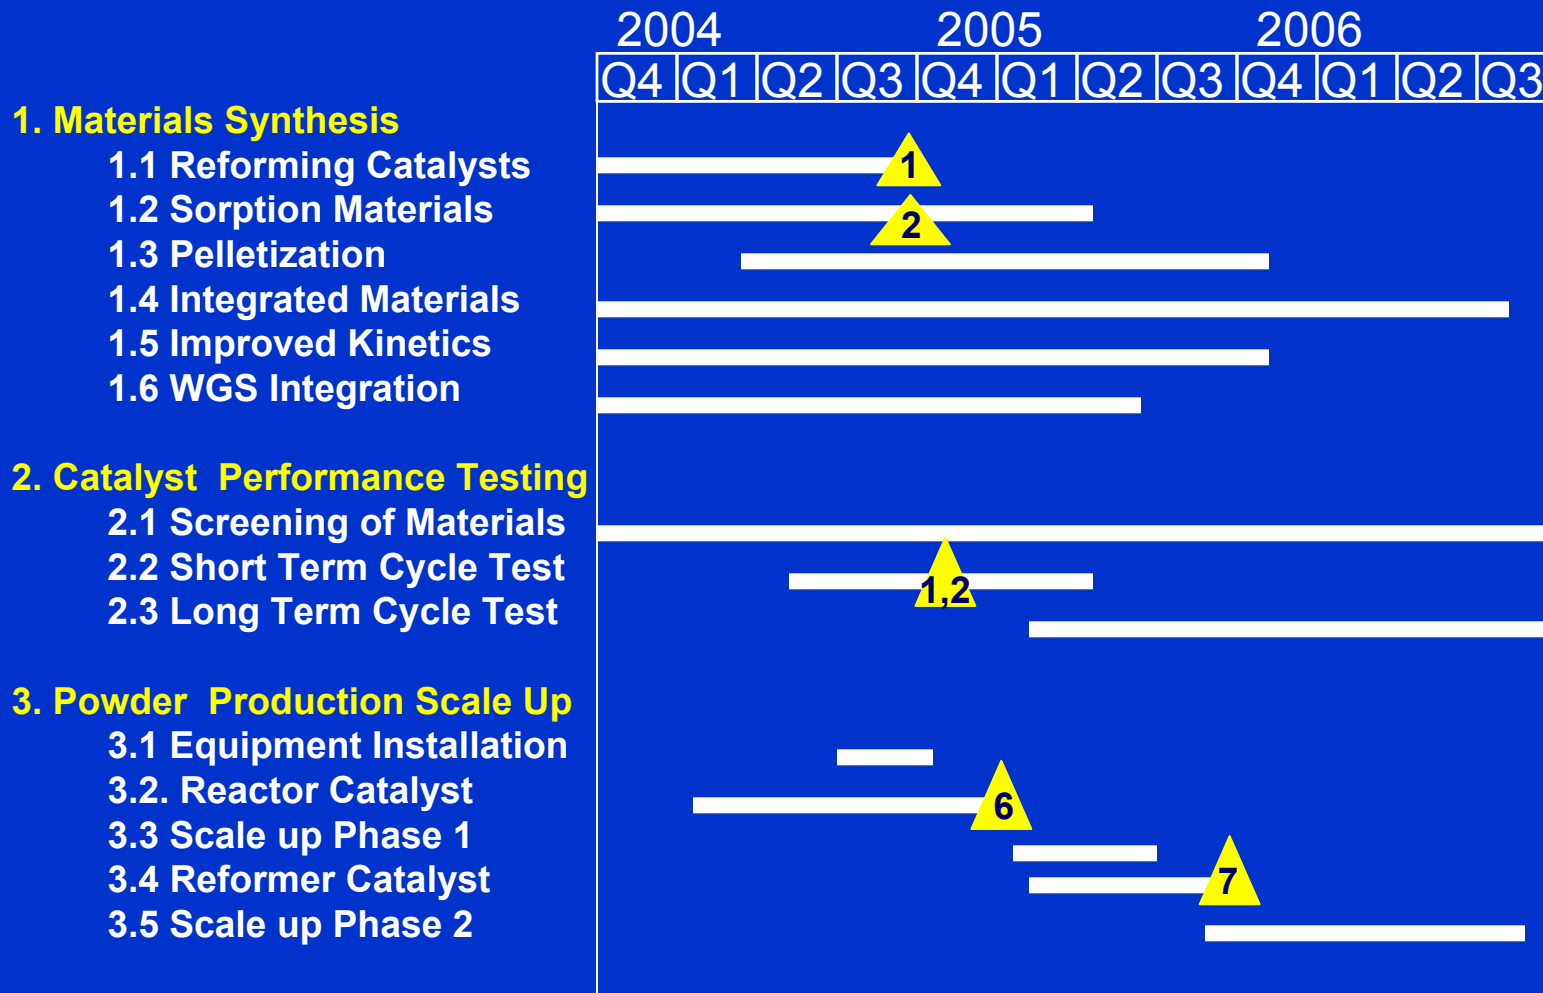 2004 2005 2006
Q4 Q1 Q2 Q3 Q4 Q1 Q2 Q3 Q4 Q1 Q2 Q3
1. Materials Synthesis
1.1 Reforming Catalysts
1
1.2 Sorption Materials
2
1.3 Pelletization
1.4 Integrated Materials
1.5 Improved Kinetics
1.6 WGS Integration
2. Catalyst  Performance Testing
2.1 Screening of Materials
2.2 Short Term Cycle Test
1,2
2.3 Long Term Cycle Test
3. Powder  Production Scale Up
3.1 Equipment Installation
3.2. Reactor Catalyst
6
3.3 Scale up Phase 1
3.4 Reformer Catalyst
7
3.5 Scale up Phase 2